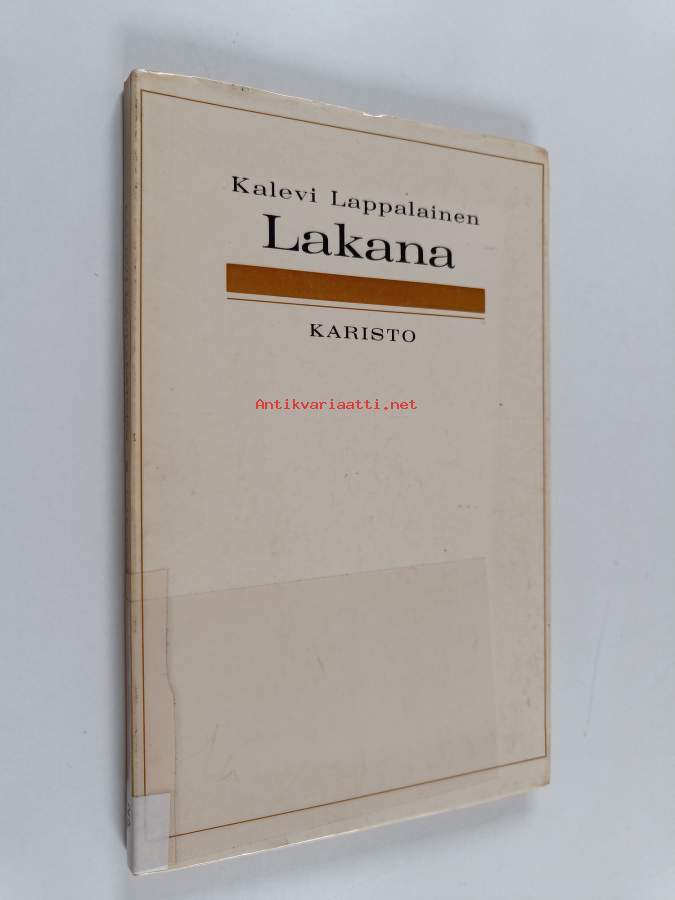 Kalevi Lappalainen
Lakana
KARISTO
Antikvariaatti.net